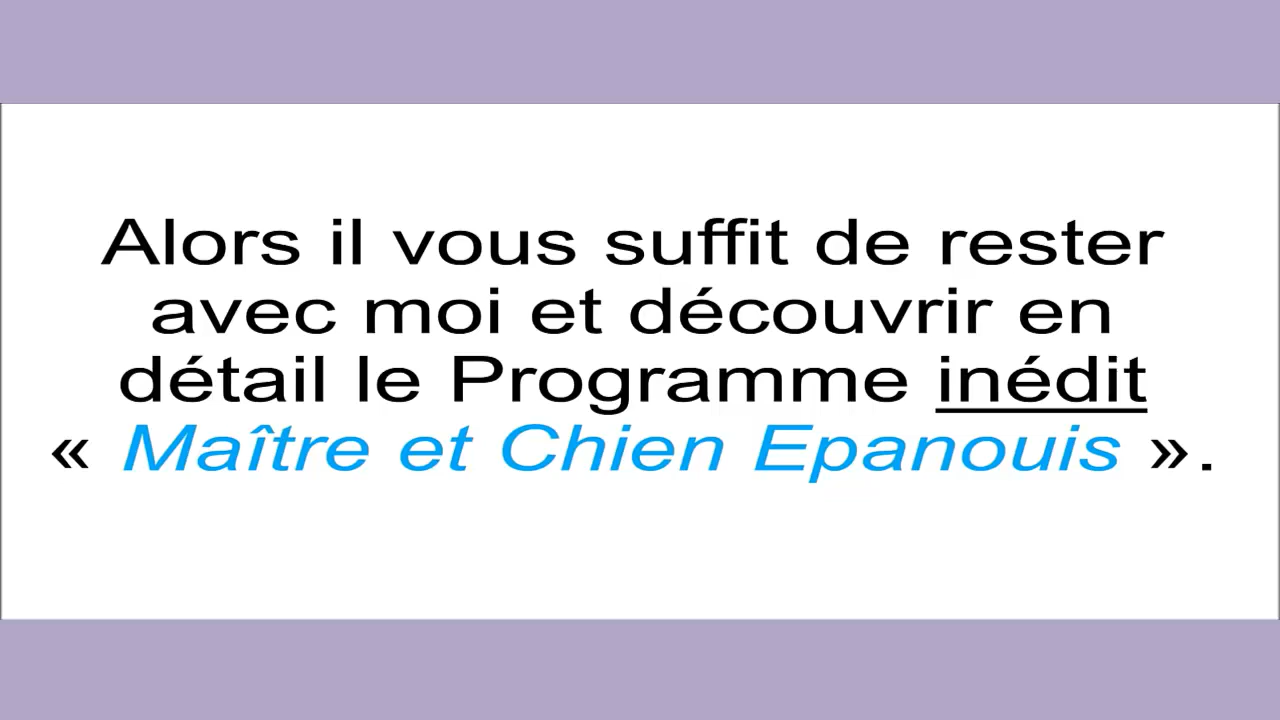 Alors il vous suffit de rester
avec moi et découvrir en
détail le Programme inédit
« Maître et Chien Epanouis ».